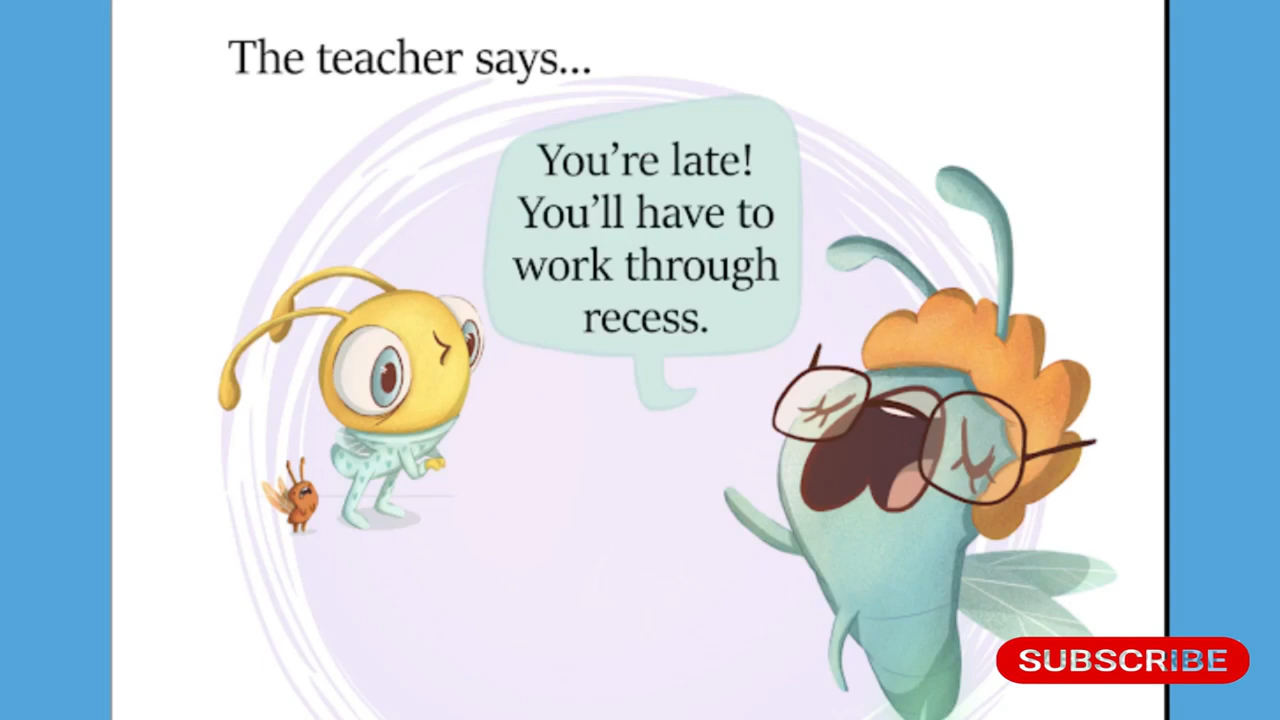 The teacher says...
You're late!
You'll have to
work through
recess.
SUBSCRIBE